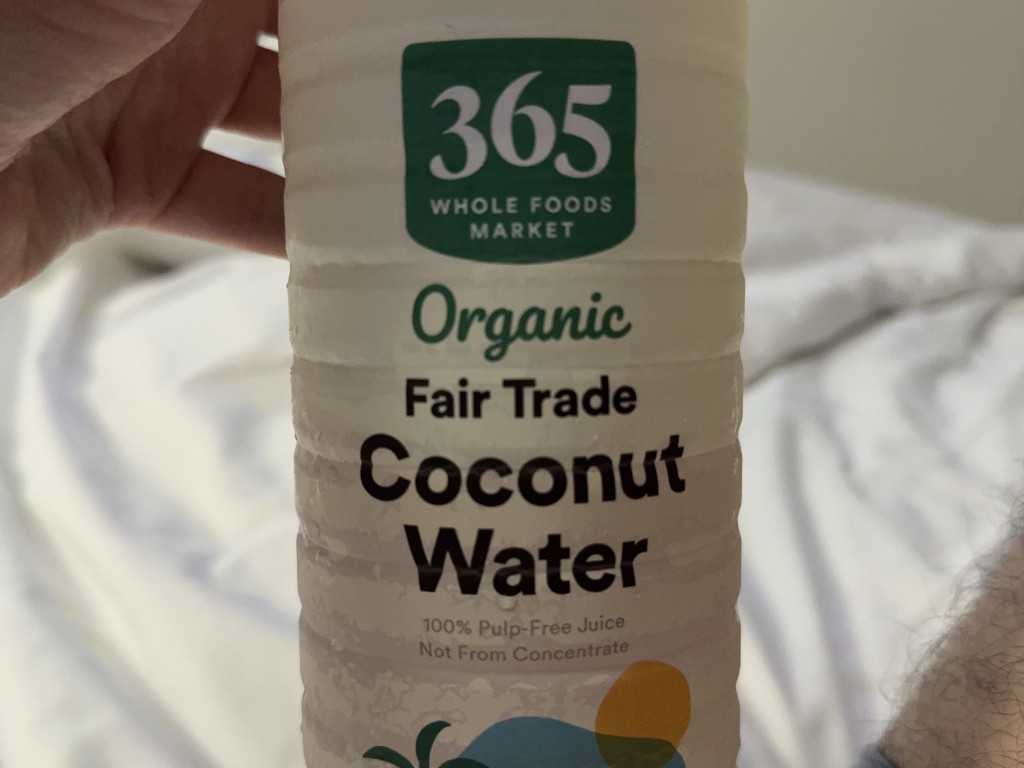 365
WHOLE FOODS
MARKET
Organic
Fair Trade
Coconut
Water
100% Pulp-Free Juice
Not From Concentrate